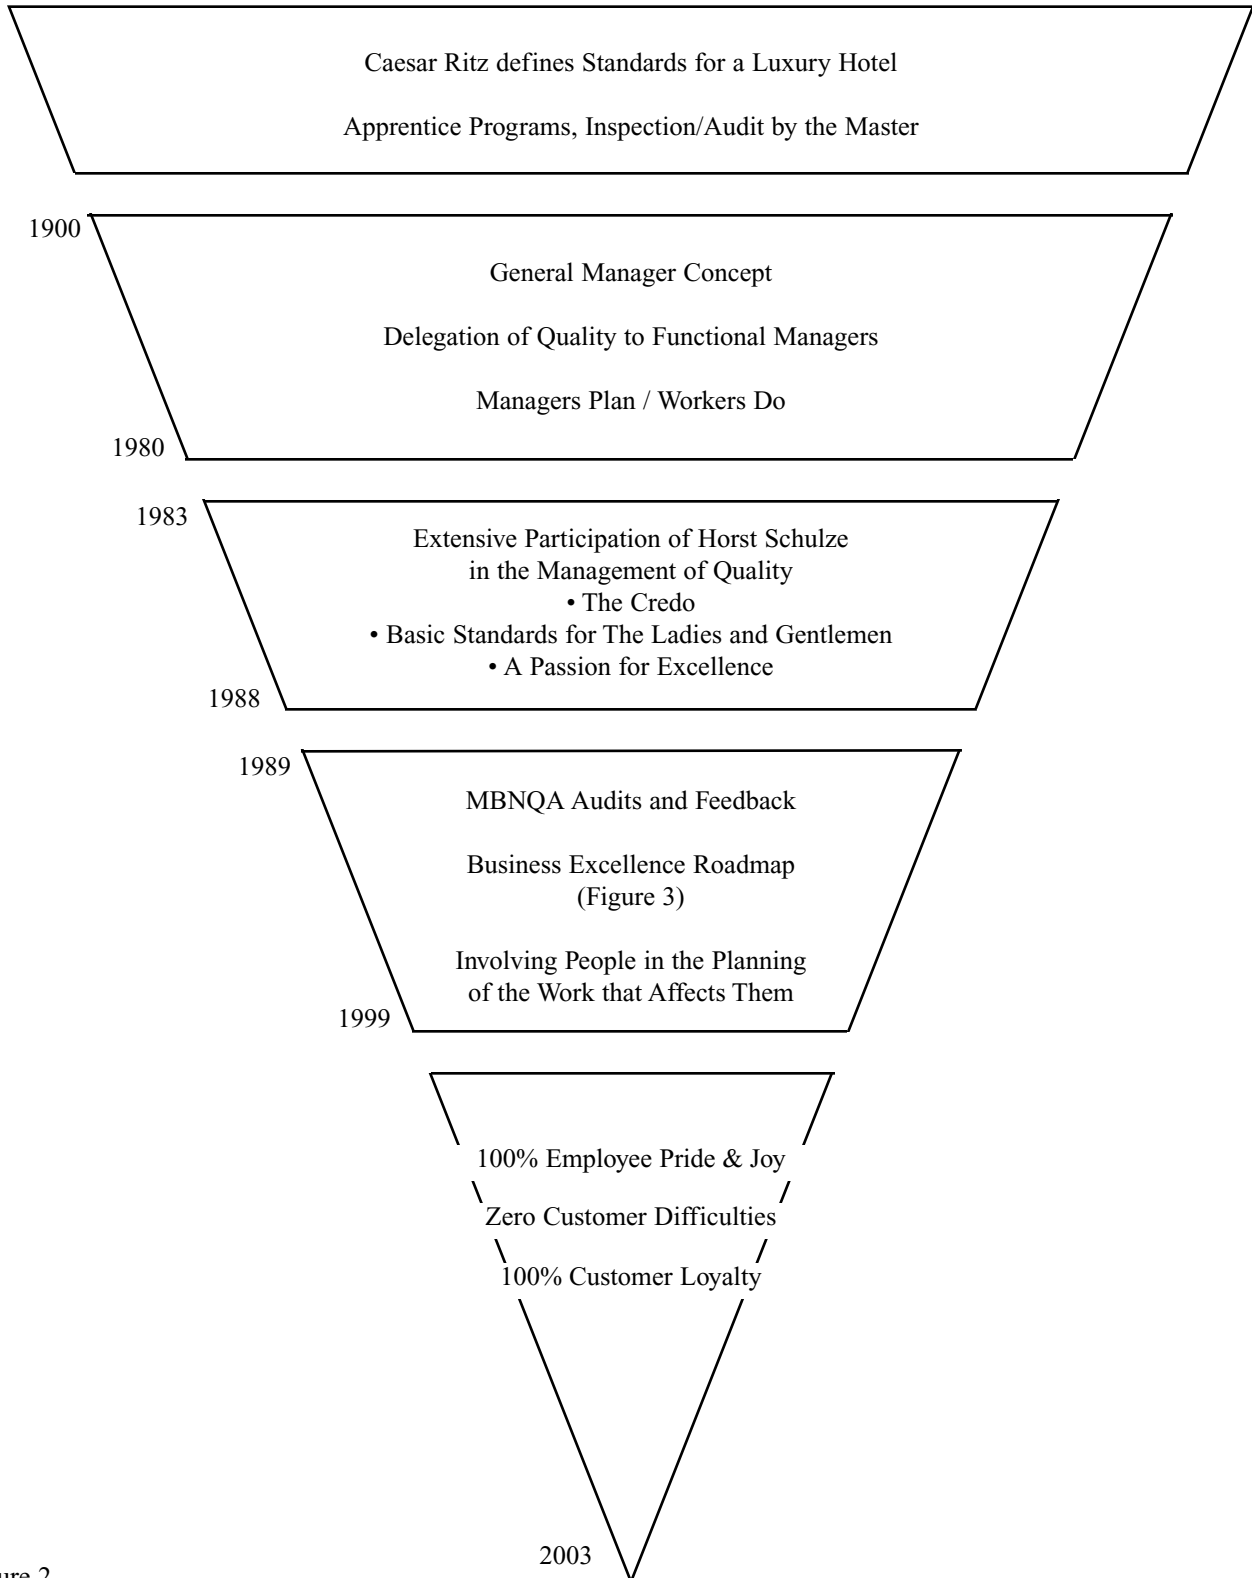 Caesar Ritz defines Standards for a Luxury Hotel
Apprentice Programs, Inspection/Audit by the Master
1900
General Manager Concept
Delegation of Quality to Functional Managers
Managers Plan / Workers Do
1980
1983
Extensive Participation of Horst Schulze
in the Management of Quality
• The Credo
• Basic Standards for The Ladies and Gentlemen
• A Passion for Excellence
1988
1989
MBNQA Audits and Feedback
Business Excellence Roadmap
(Figure 3)
Involving People in the Planning
of the Work that Affects Them
1999
100% Employee Pride & Joy
Zero Customer Difficulties
100% Customer Loyalty
2003
2